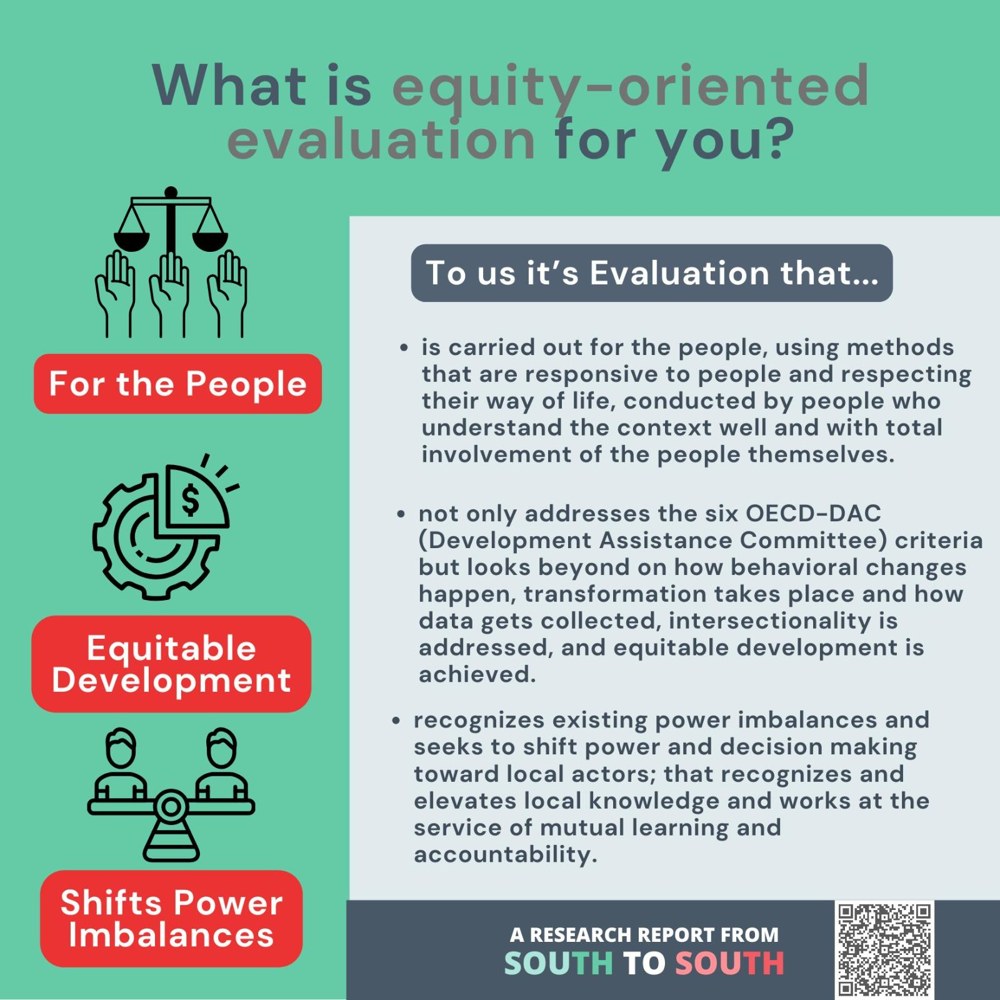 What is equity-oriented
evaluation for you?
For the People
$
Equitable
Development
Shifts Power
Imbalances
To us it’s Evaluation that...
• is carried out for the people, using methods
that are responsive to people and respecting
their way of life, conducted by people who
understand the context well and with total
involvement of the people themselves.
• not only addresses the six OECD-DAC
(Development Assistance Committee) criteria
but looks beyond on how behavioral changes
happen, transformation takes place and how
data gets collected, intersectionality is
addressed, and equitable development is
achieved.
• recognizes existing power imbalances and
seeks to shift power and decision making
toward local actors; that recognizes and
elevates local knowledge and works at the
service of mutual learning and
accountability.
A RESEARCH REPORT FROM
SOUTH TO SOUTH